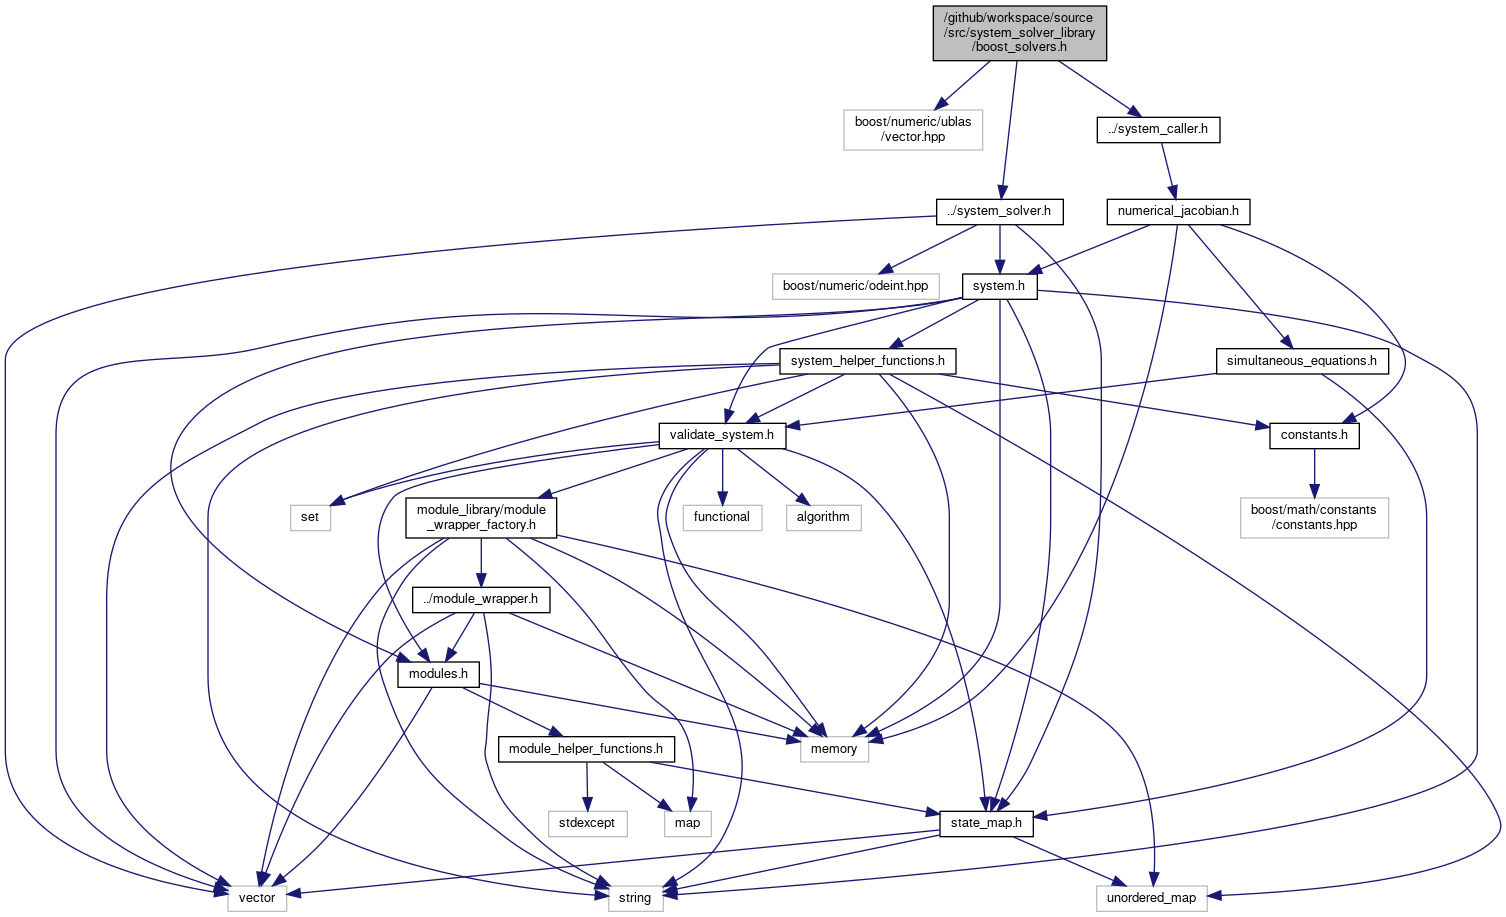 /github/workspace/source
/src/system_solver_library
/boost_solvers.h
boost/numeric/ublas
/vector.hpp
../system_caller.h
../system_solver.h
numerical_jacobian.h
boost/numeric/odeint.hpp
system.h
system_helper_functions.h
simultaneous_equations.h
validate_system.h
constants.h
set
module_library/module
_wrapper_factory.h
functional
algorithm
boost/math/constants
/constants.hpp
../module_wrapper.h
modules.h
module_helper_functions.h
memory
stdexcept
map
state_map.h
vector
string
unordered_map